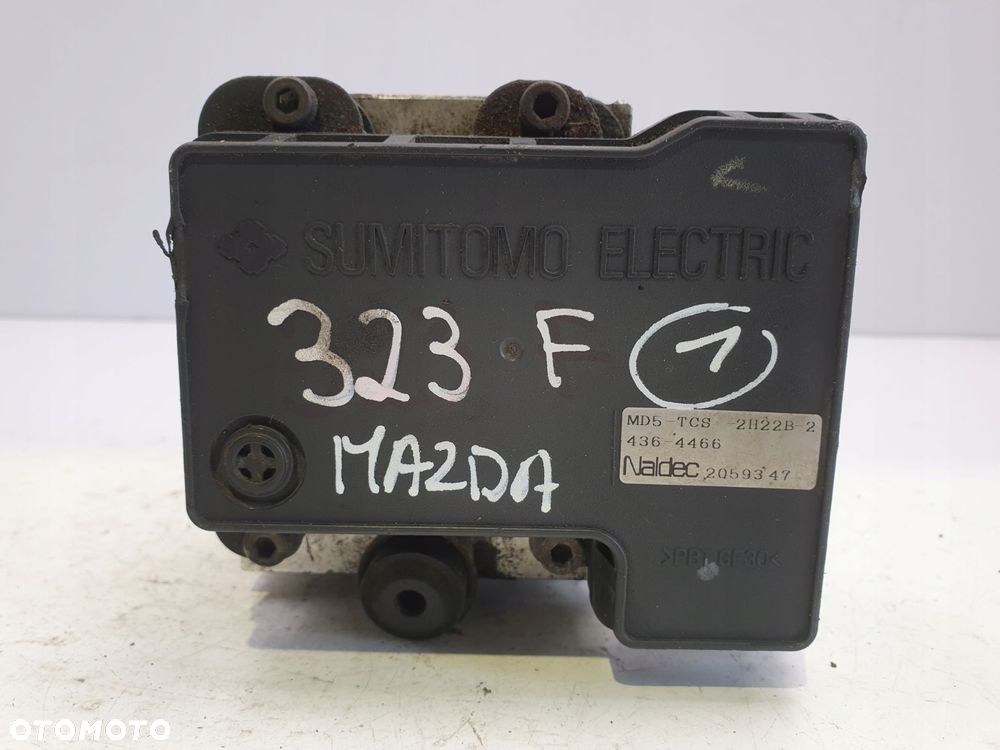 SUMITOMO ELECTRIC
323 F 1
MAZDA
MD5-TCS -2H22B-2
436-4466
Naldec 2059347
>PBT GF30<
OTOMOTO